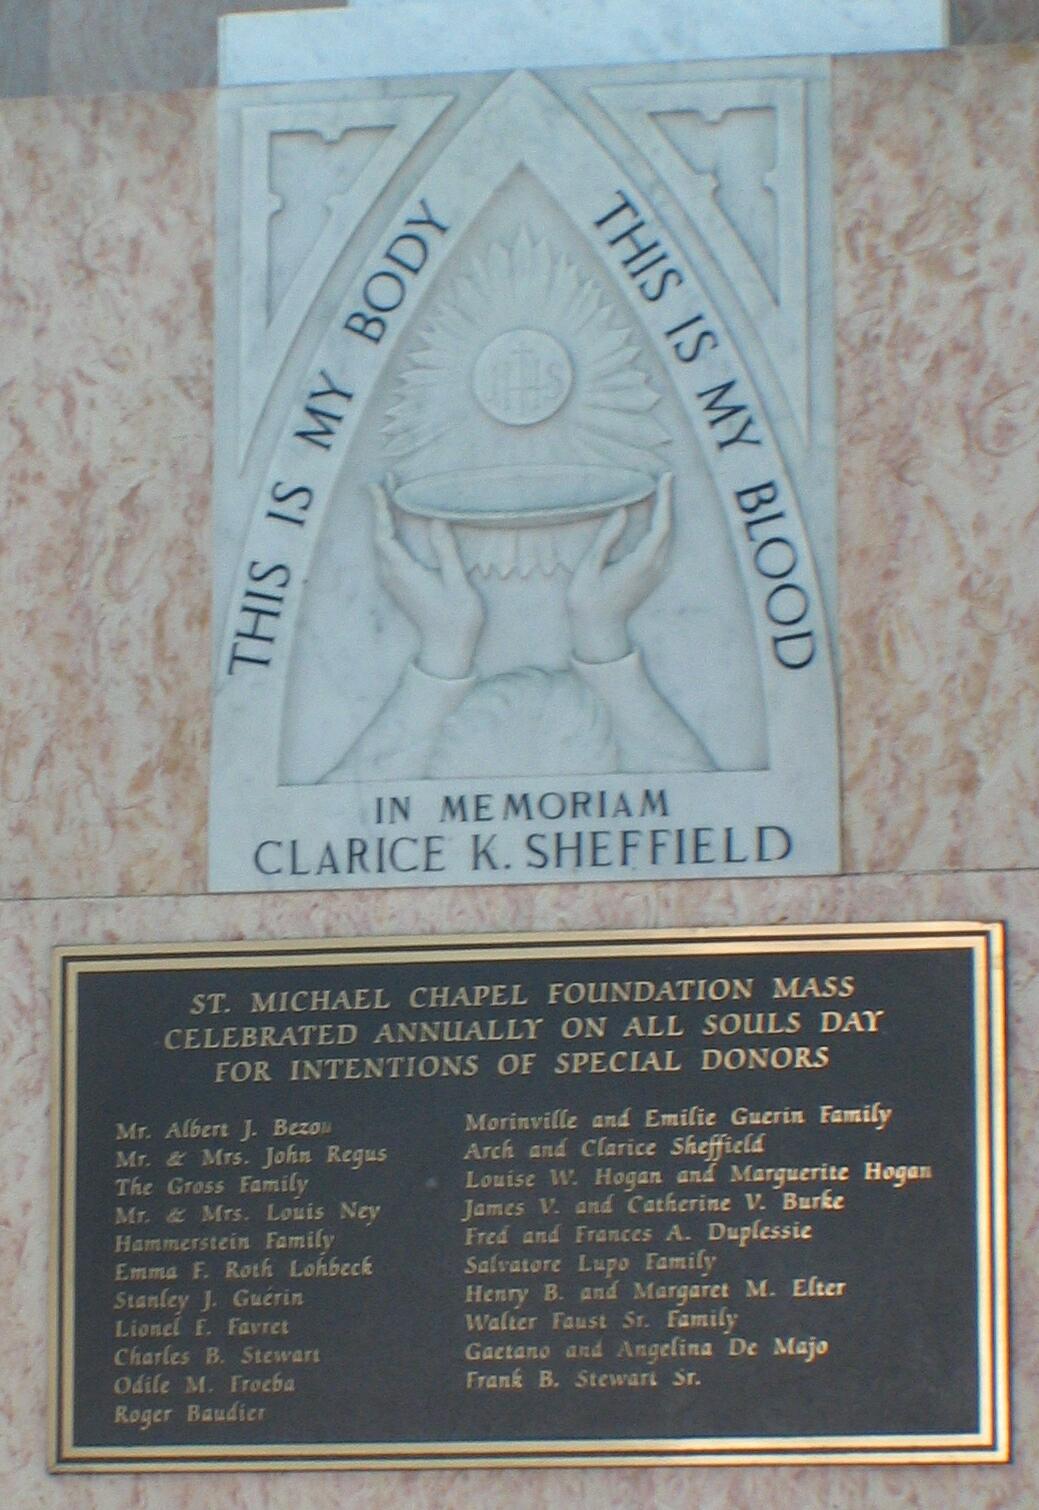 THIS IS MY BODY
THIS IS MY BLOOD
IHS
IN MEMORIAM
CLARICE K. SHEFFIELD
ST. MICHAEL CHAPEL FOUNDATION MASS
CELEBRATED ANNUALLY ON ALL SOULS DAY
FOR INTENTIONS OF SPECIAL DONORS
Mr. Albert J. Bezou
Mr. & Mrs. John Regus
The Gross Family
Mr. & Mrs. Louis Ney
Hammerstein Family
Emma F. Roth Lohbeck
Stanley J. Guérin
Lionel F. Favret
Charles B. Stewart
Odile M. Froeba
Roger Baudier
Morinville and Emilie Guerin Family
Arch and Clarice Sheffield
Louise W. Hogan and Marguerite Hogan
James V. and Catherine V. Burke
Fred and Frances A. Duplessie
Salvatore Lupo Family
Henry B. and Margaret M. Elter
Walter Faust Sr. Family
Gaetano and Angelina De Majo
Frank B. Stewart Sr.